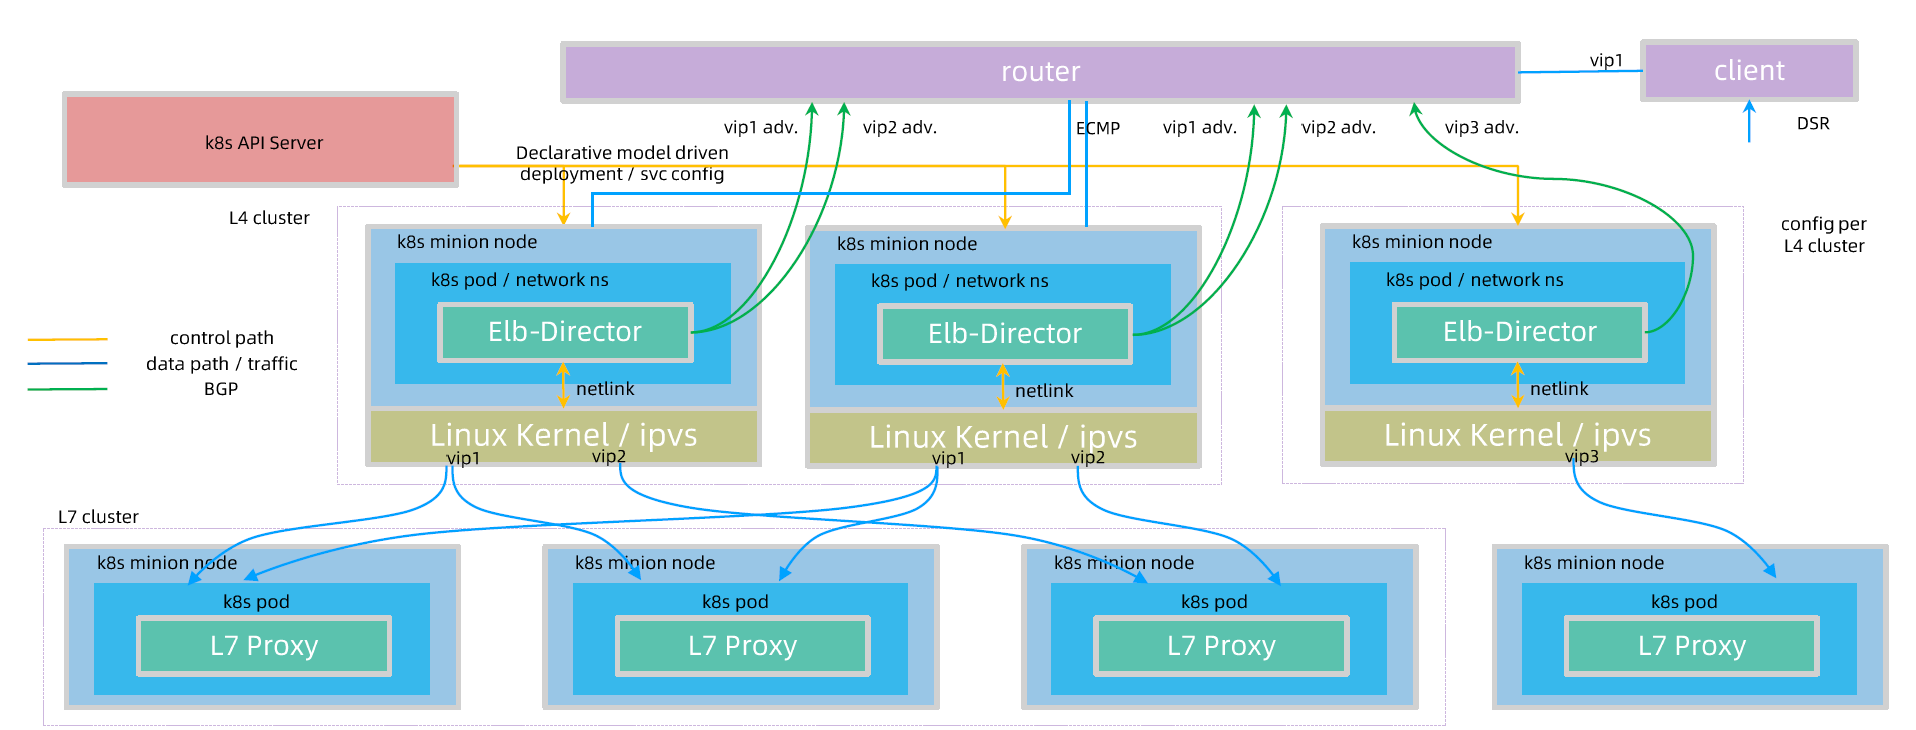 router
vip1
client
k8s API Server
vip1 adv.
vip2 adv.
ECMP
vip1 adv.
vip2 adv.
vip3 adv.
DSR
Declarative model driven
deployment / svc config
L4 cluster
config per
L4 cluster
k8s minion node
k8s pod / network ns
Elb-Director
netlink
Linux Kernel / ipvs
vip1
vip2
k8s minion node
k8s pod / network ns
Elb-Director
netlink
Linux Kernel / ipvs
vip1
vip2
k8s minion node
k8s pod / network ns
Elb-Director
netlink
Linux Kernel / ipvs
vip3
control path
data path / traffic
BGP
L7 cluster
k8s minion node
k8s pod
L7 Proxy
k8s minion node
k8s pod
L7 Proxy
k8s minion node
k8s pod
L7 Proxy
k8s minion node
k8s pod
L7 Proxy